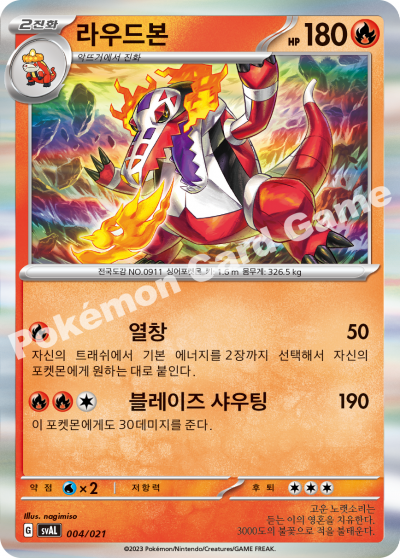 2진화
라우드본
HP 180
악뜨거에서 진화
전국도감 NO.0911 싱어포켓몬 키: 1.6 m 몸무게: 326.5 kg
Pokémon Card Game
열창 50
자신의 트래쉬에서 기본 에너지를 2장까지 선택해서 자신의
포켓몬에게 원하는 대로 붙인다.
블레이즈 샤우팅 190
이 포켓몬에게도 30데미지를 준다.
약점 ×2 저항력 후퇴
Illus. nagimiso
고운 노랫소리는
듣는 이의 영혼을 치유한다.
3000도의 불꽃으로 적을 불태운다.
G svAL 004/021
©2023 Pokémon/Nintendo/Creatures/GAME FREAK.